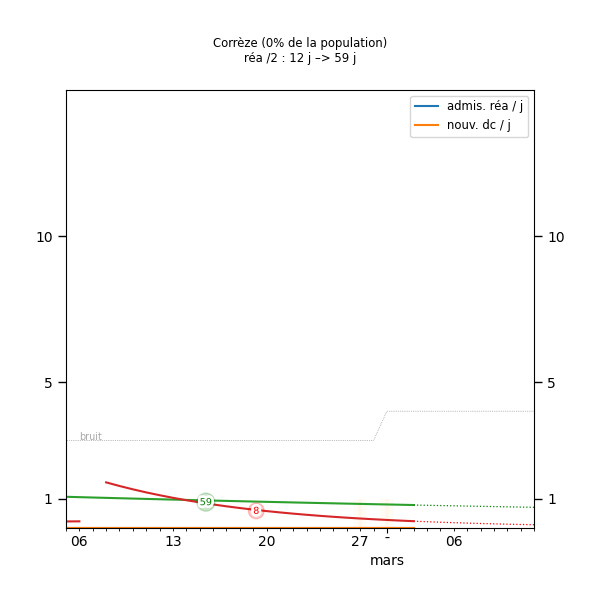 Corrèze (0% de la population)
réa /2 : 12 j –> 59 j
admis. réa / j
nouv. dc / j
10 10
5 5
bruit
1 59 8 1
06 13 20 27 - 06
mars